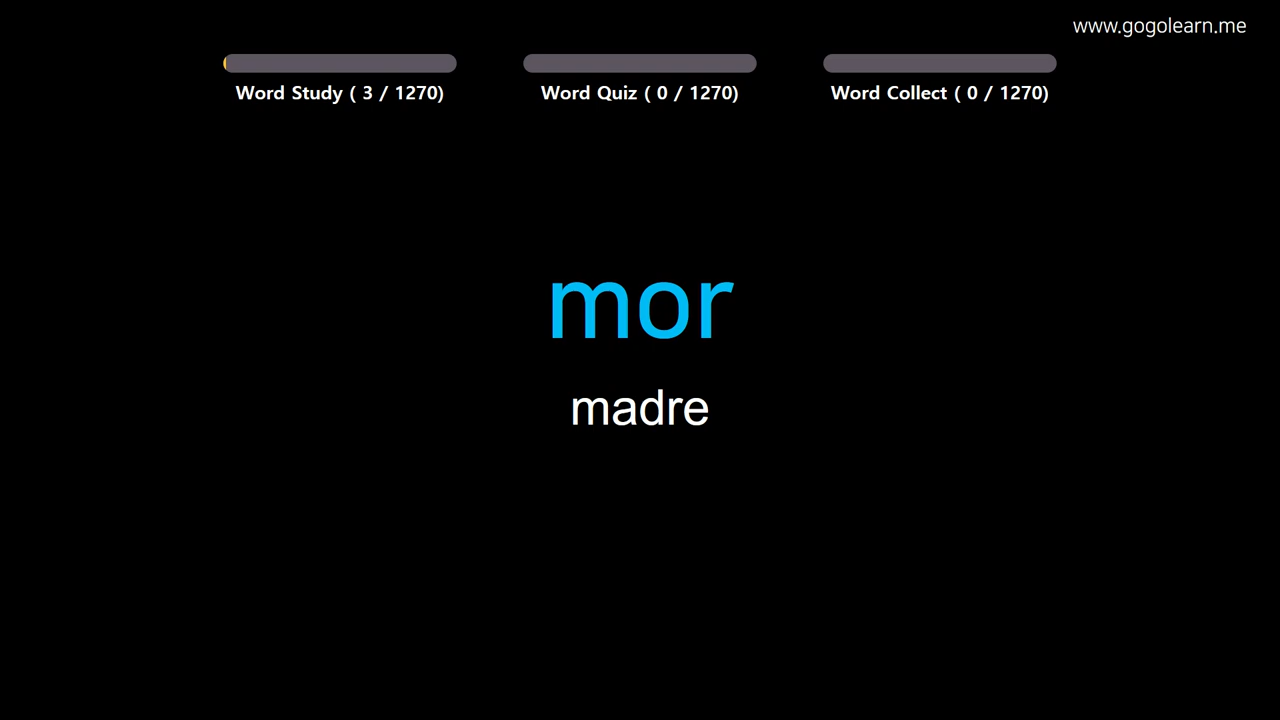 www.gogolearn.me
Word Study ( 3 / 1270)
Word Quiz ( 0 / 1270)
Word Collect ( 0 / 1270)
mor
madre